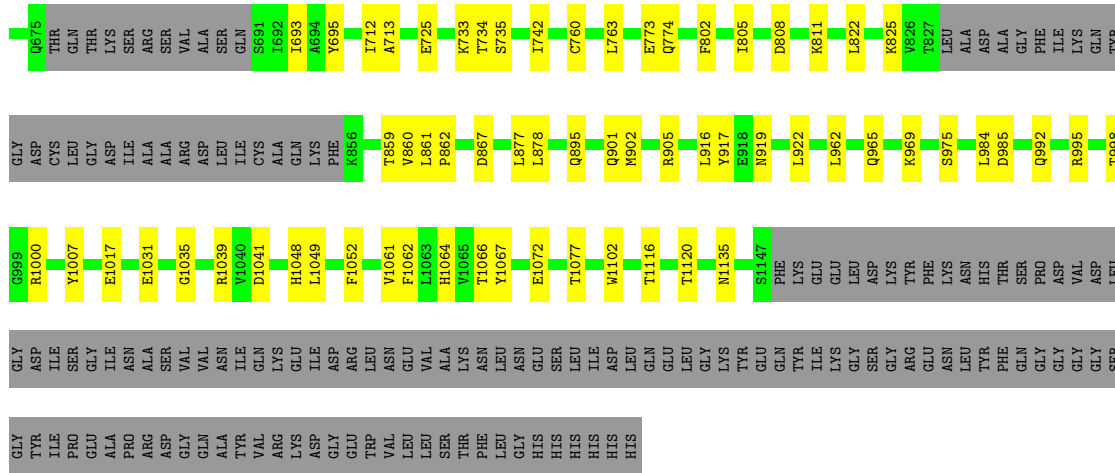 Q675 THR GLN THR LYS SER ARG SER VAL ALA SER GLN S691 I692 I693 A694 Y695 I712 A713 E725 K733 T734 S735 I742 C760 L763 E773 Q774 F802 I805 D808 K811 L822 K825 V826 T827 LEU ALA ASP ALA GLY PHE ILE LYS GLN TYR
GLY ASP CYS LEU GLY ASP ILE ALA ALA ARG ASP LEU ILE CYS ALA GLN LYS PHE K856 T859 V860 L861 P862 D867 L877 L878 Q895 Q901 M902 R905 L916 Y917 E918 N919 L922 L962 Q965 K969 S975 L984 D985 Q992 R995 T998
G999 R1000 Y1007 E1017 E1031 G1035 R1039 V1040 D1041 H1048 L1049 F1052 V1061 F1062 L1063 H1064 V1065 T1066 Y1067 E1072 T1077 W1102 T1116 T1120 N1135 S1147 PHE LYS GLU GLU LEU ASP LYS TYR PHE LYS ASN HIS THR SER PRO ASP VAL ASP LEU
GLY ASP ILE SER GLY ILE ASN ALA SER VAL VAL ASN ILE GLN LYS GLU ILE ASP ARG LEU ASN GLU VAL ALA LYS ASN LEU ASN GLU SER LEU ILE ASP LEU GLN GLU LEU GLY LYS TYR GLU GLN TYR ILE LYS GLY SER GLY ARG GLU ASN LEU TYR PHE GLN GLY GLY GLY GLY SER
GLY TYR ILE PRO GLU ALA PRO ARG ASP GLY GLN ALA TYR VAL ARG LYS ASP GLY GLU TRP VAL LEU LEU SER THR PHE LEU GLY HIS HIS HIS HIS HIS HIS